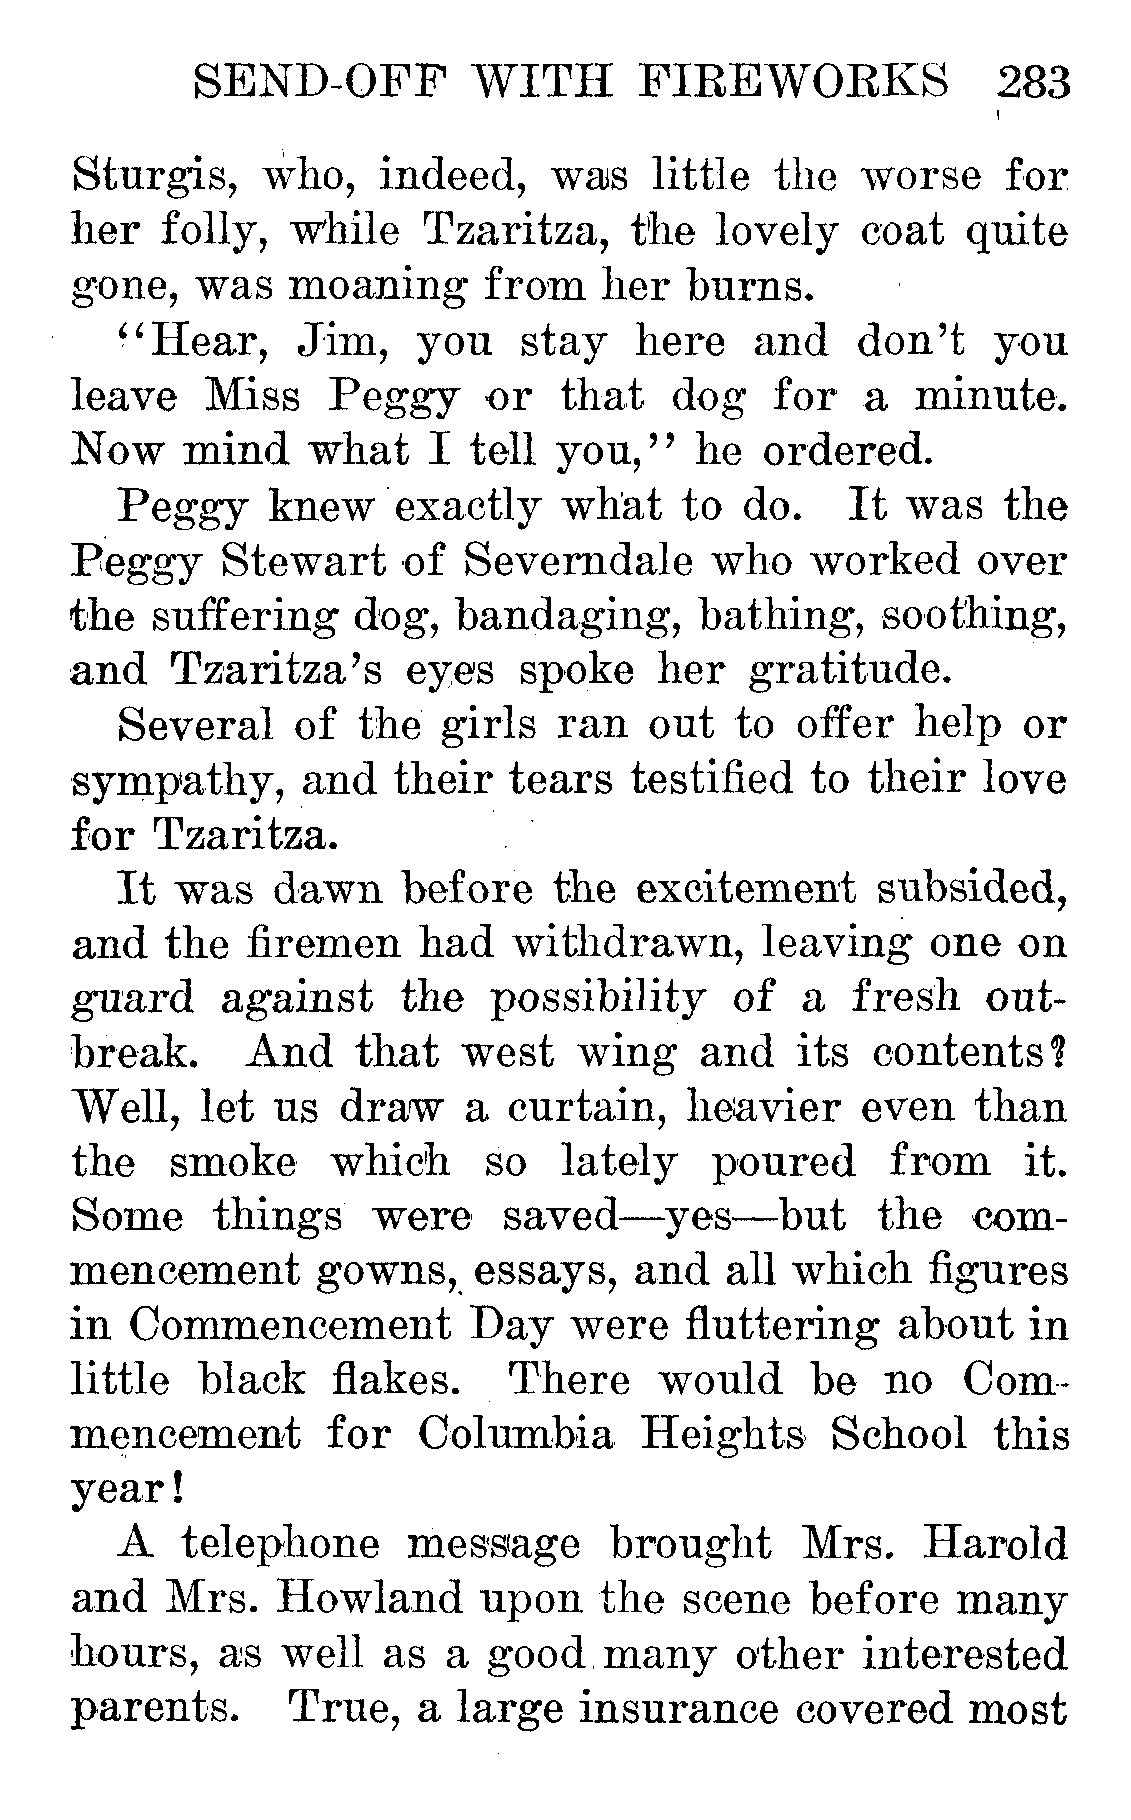 SEND-OFF WITH FIREWORKS 283
Sturgis, who, indeed, was little the worse for
her folly, while Tzaritza, the lovely coat quite
gone, was moaning from her burns.
“Hear, Jim, you stay here and don’t you
leave Miss Peggy or that dog for a minute.
Now mind what I tell you,” he ordered.
Peggy knew exactly what to do. It was the
Peggy Stewart of Severndale who worked over
the suffering dog, bandaging, bathing, soothing,
and Tzaritza’s eyes spoke her gratitude.
Several of the girls ran out to offer help or
sympathy, and their tears testified to their love
for Tzaritza.
It was dawn before the excitement subsided,
and the firemen had withdrawn, leaving one on
guard against the possibility of a fresh out-
break. And that west wing and its contents?
Well, let us draw a curtain, heavier even than
the smoke which so lately poured from it.
Some things were saved—yes—but the com-
mencement gowns, essays, and all which figures
in Commencement Day were fluttering about in
little black flakes. There would be no Com-
mencement for Columbia Heights School this
year!
A telephone message brought Mrs. Harold
and Mrs. Howland upon the scene before many
hours, as well as a good many other interested
parents. True, a large insurance covered most